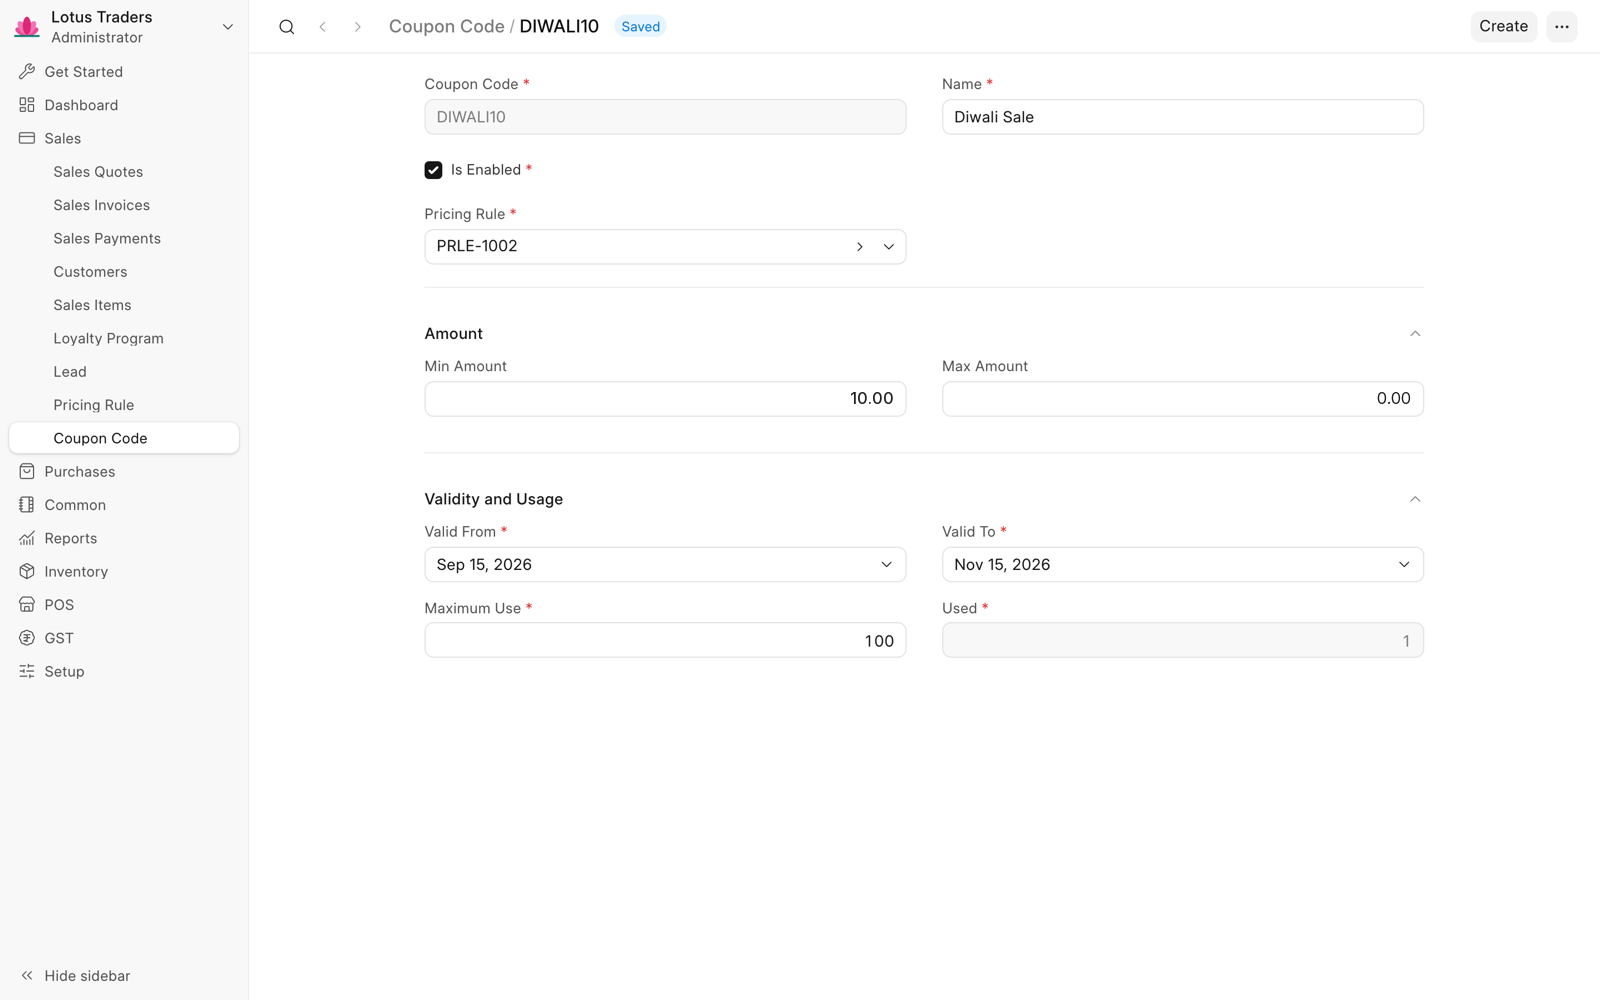 Lotus Traders
Administrator
Get Started
Dashboard
Sales
Sales Quotes
Sales Invoices
Sales Payments
Customers
Sales Items
Loyalty Program
Lead
Pricing Rule
Coupon Code
Purchases
Common
Reports
Inventory
POS
GST
Setup
Hide sidebar
Coupon Code / DIWALI10 Saved
Create
Coupon Code * Name *
DIWALI10 Diwali Sale
Is Enabled *
Pricing Rule *
PRLE-1002
Amount
Min Amount Max Amount
10.00 0.00
Validity and Usage
Valid From * Valid To *
Sep 15, 2026 Nov 15, 2026
Maximum Use * Used *
100 1